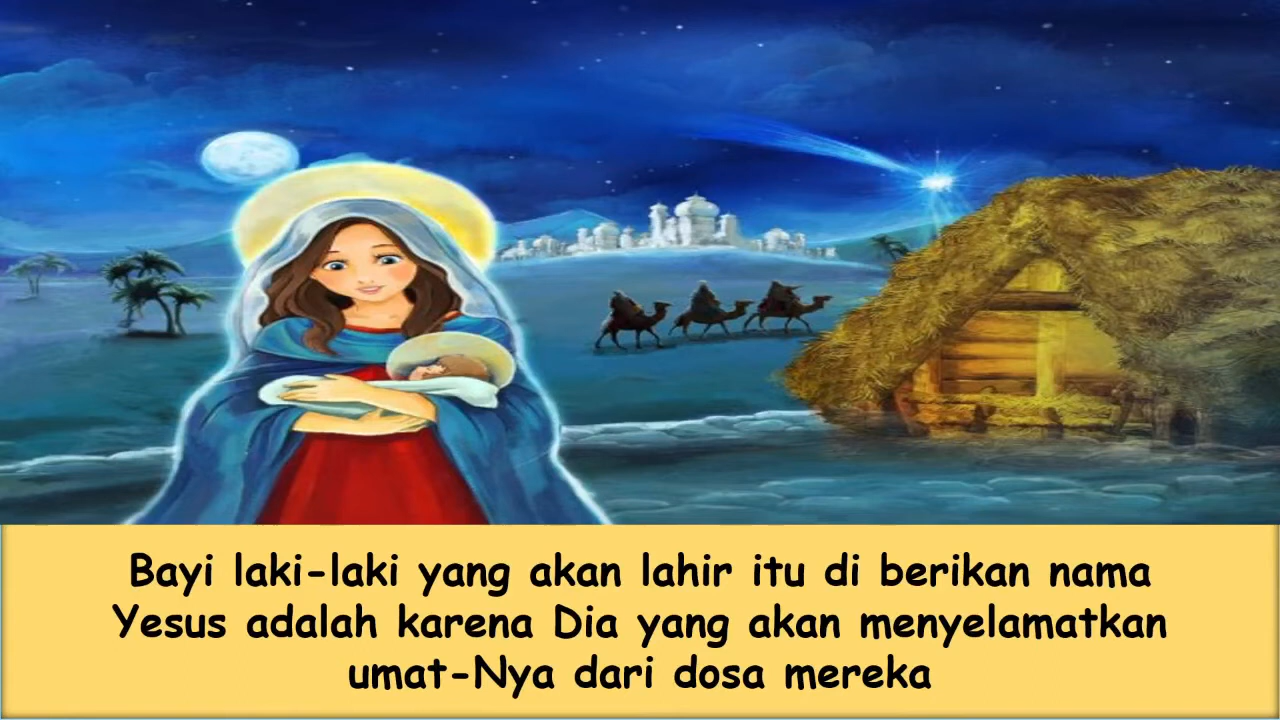 Bayi laki-laki yang akan lahir itu di berikan nama
Yesus adalah karena Dia yang akan menyelamatkan
umat-Nya dari dosa mereka